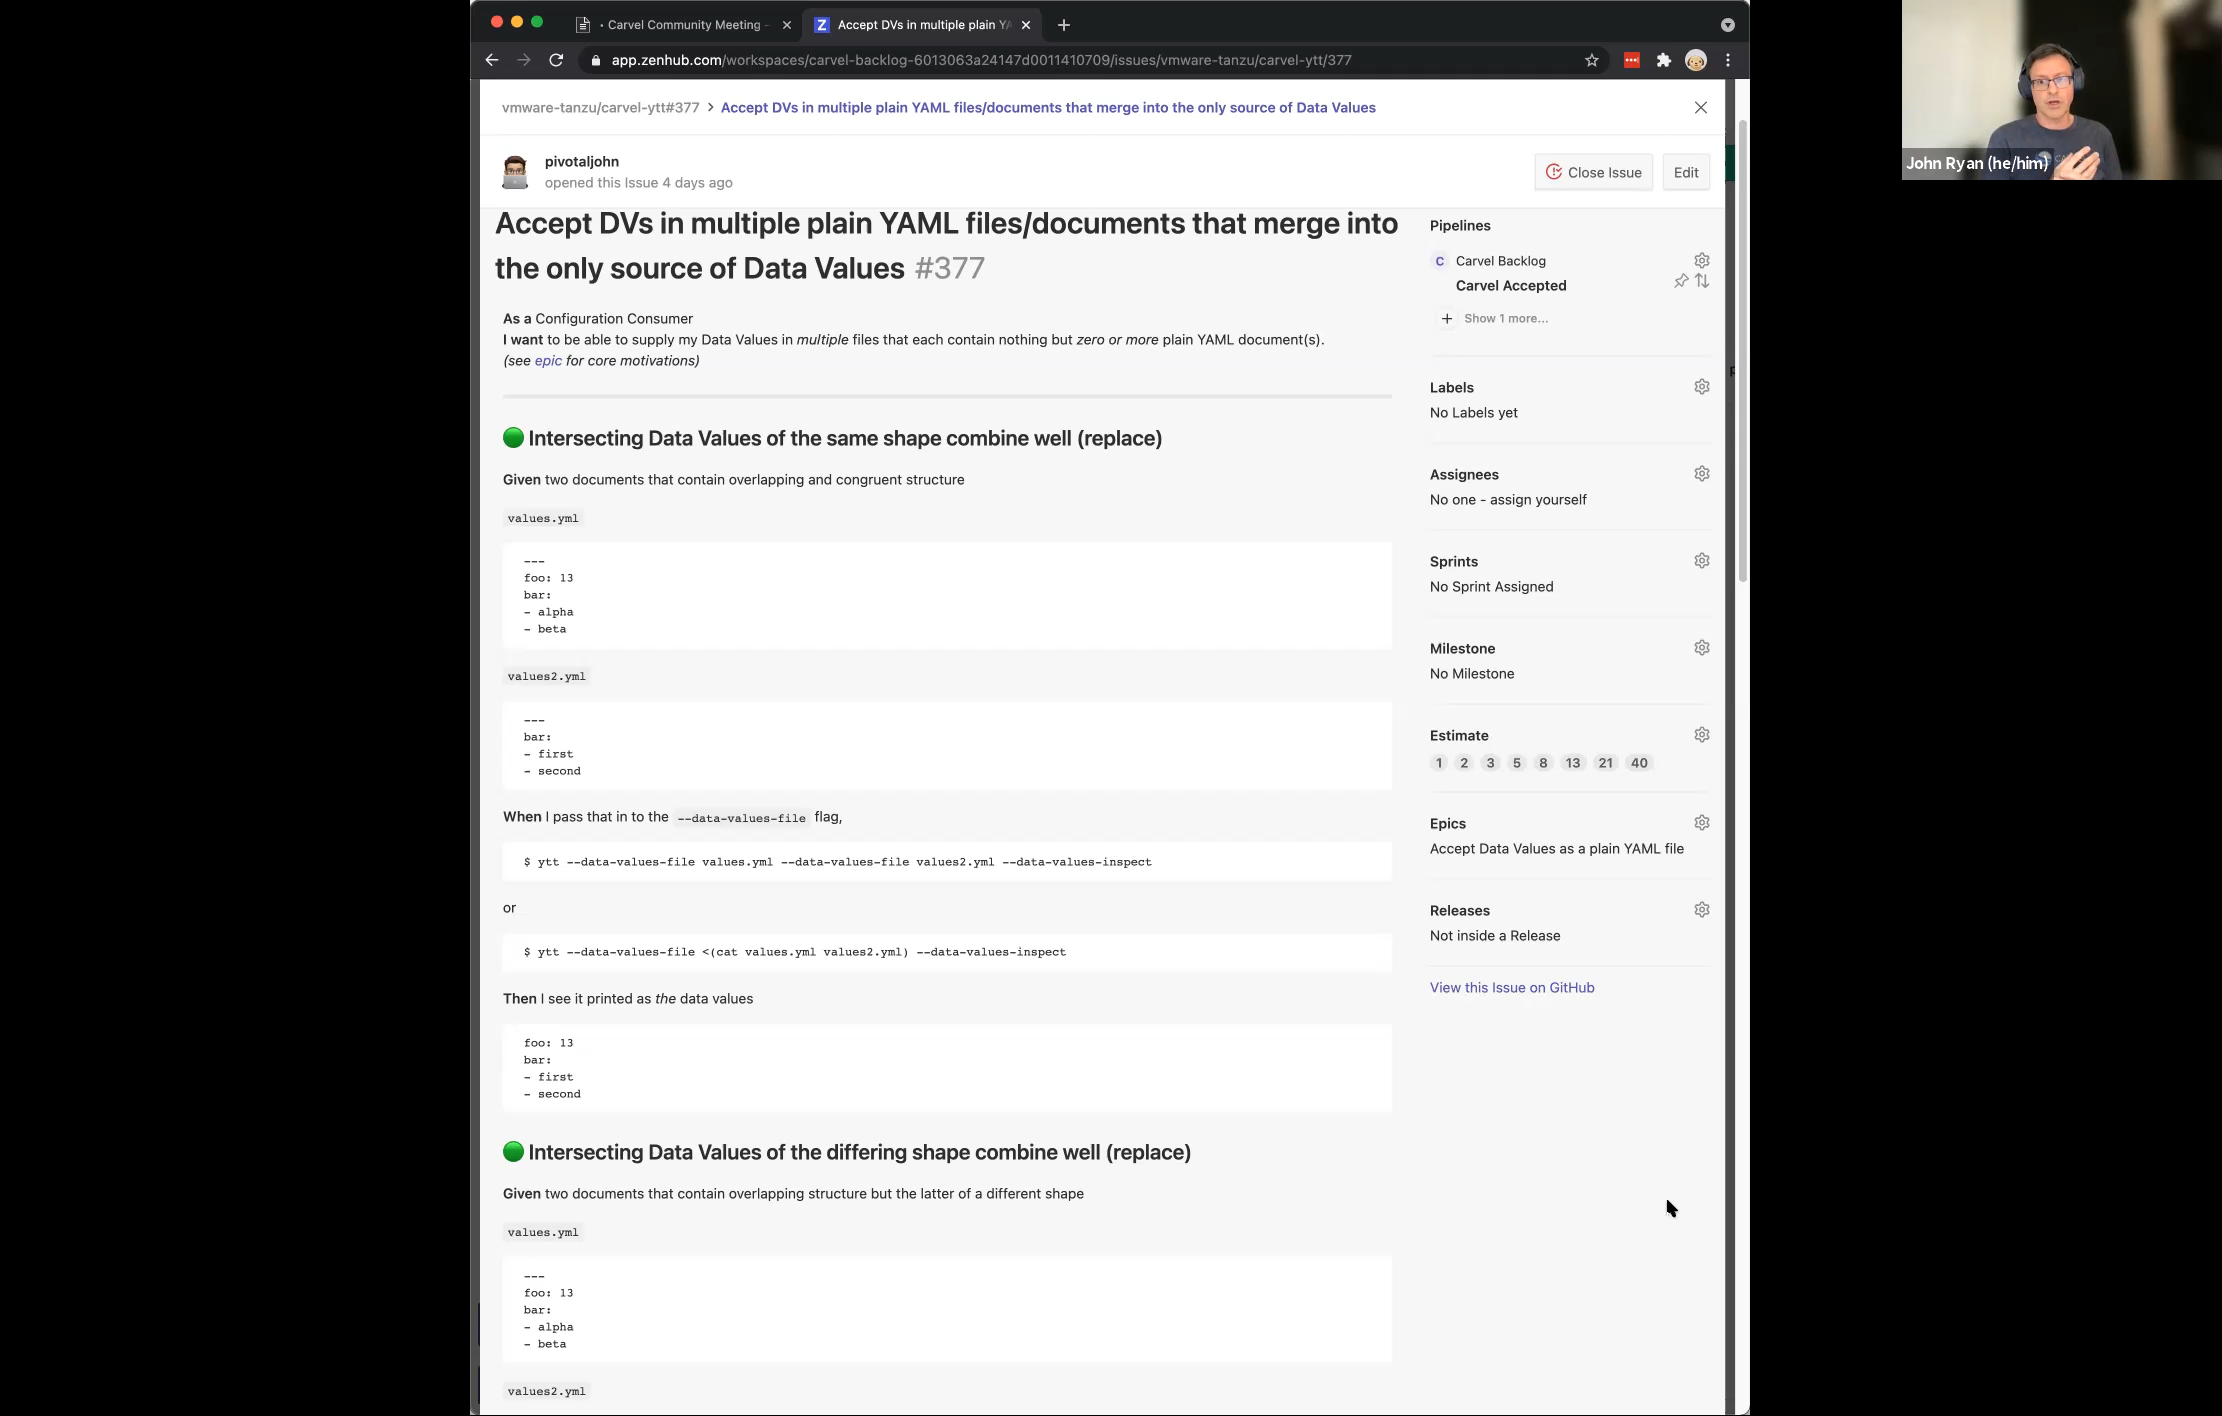 · Carvel Community Meeting -
Accept DVs in multiple plain YA
app.zenhub.com/workspaces/carvel-backlog-6013063a24147d0011410709/issues/vmware-tanzu/carvel-ytt/377
vmware-tanzu/carvel-ytt#377 > Accept DVs in multiple plain YAML files/documents that merge into the only source of Data Values
pivotaljohn
opened this Issue 4 days ago
Close Issue
Edit
Accept DVs in multiple plain YAML files/documents that merge into
the only source of Data Values #377
As a Configuration Consumer
I want to be able to supply my Data Values in multiple files that each contain nothing but zero or more plain YAML document(s).
(see epic for core motivations)
Intersecting Data Values of the same shape combine well (replace)
Given two documents that contain overlapping and congruent structure
values.yml
---
foo: 13
bar:
- alpha
- beta
values2.yml
---
bar:
- first
- second
When I pass that in to the --data-values-file flag,
$ ytt --data-values-file values.yml --data-values-file values2.yml --data-values-inspect
or
$ ytt --data-values-file <(cat values.yml values2.yml) --data-values-inspect
Then I see it printed as the data values
foo: 13
bar:
- first
- second
Intersecting Data Values of the differing shape combine well (replace)
Given two documents that contain overlapping structure but the latter of a different shape
values.yml
---
foo: 13
bar:
- alpha
- beta
values2.yml
Pipelines
C Carvel Backlog
Carvel Accepted
+ Show 1 more...
Labels
No Labels yet
Assignees
No one - assign yourself
Sprints
No Sprint Assigned
Milestone
No Milestone
Estimate
1 2 3 5 8 13 21 40
Epics
Accept Data Values as a plain YAML file
Releases
Not inside a Release
View this Issue on GitHub
John Ryan (he/him)